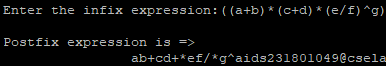 Enter the infix expression:((a+b)*(c+d)*(e/f)^g)
Postfix expression is =>
ab+cd+*ef/*g^aids231801049@csela